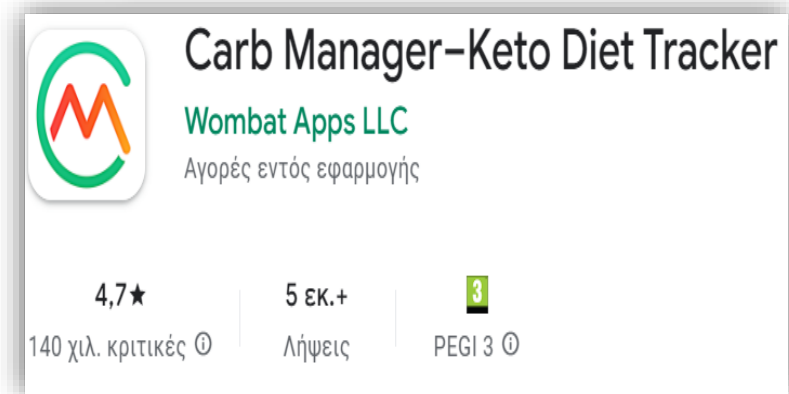 Carb Manager–Keto Diet Tracker
Wombat Apps LLC
Αγορές εντός εφαρμογής
4,7★ 5 εκ.+ 3
140 χιλ. κριτικές Λήψεις PEGI 3